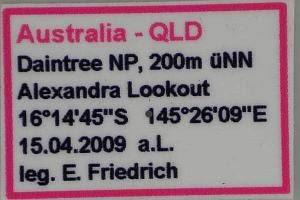 Australia - QLD
Daintree NP, 200m üNN
Alexandra Lookout
16°14'45"S 145°26'09"E
15.04.2009 a.L.
leg. E. Friedrich